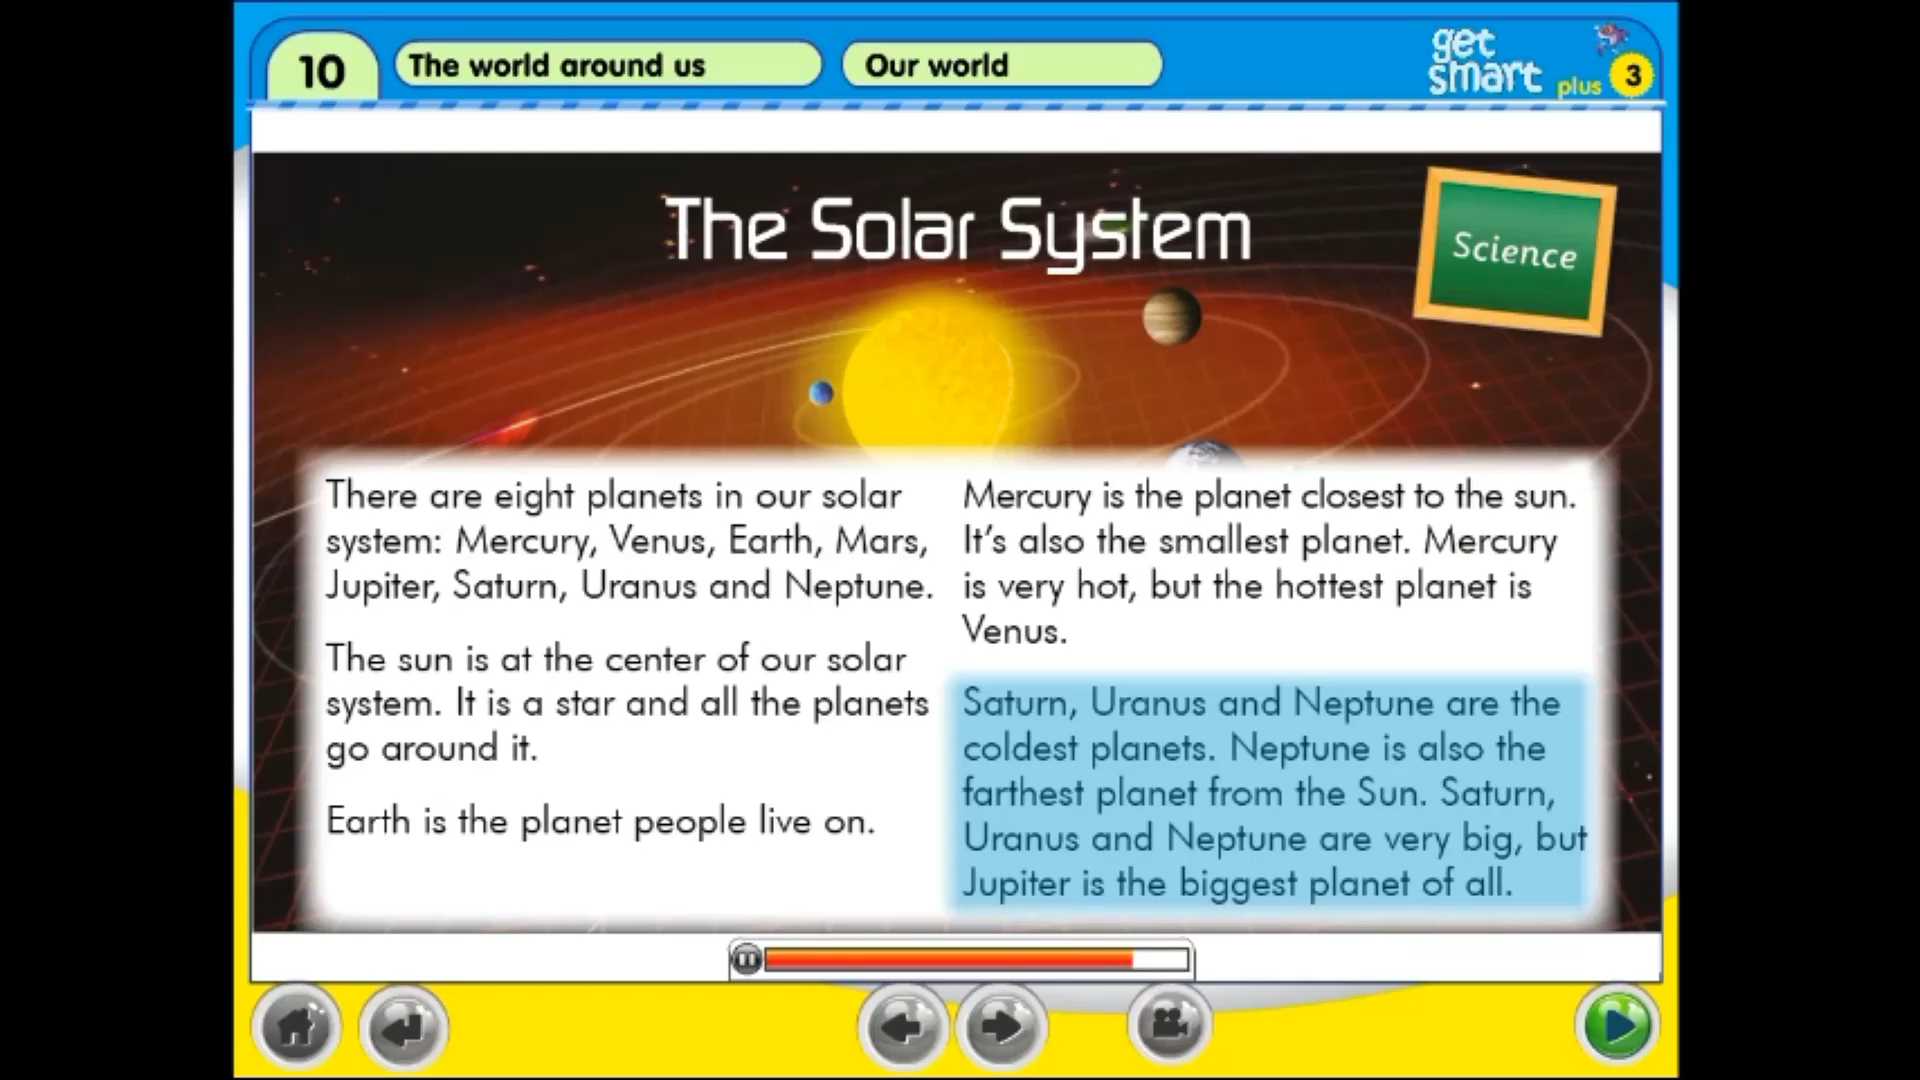 10
The world around us
Our world
get
smart
plus
3
The Solar System
Science
There are eight planets in our solar
system: Mercury, Venus, Earth, Mars,
Jupiter, Saturn, Uranus and Neptune.
The sun is at the center of our solar
system. It is a star and all the planets
go around it.
Earth is the planet people live on.
Mercury is the planet closest to the sun.
It's also the smallest planet. Mercury
is very hot, but the hottest planet is
Venus.
Saturn, Uranus and Neptune are the
coldest planets. Neptune is also the
farthest planet from the Sun. Saturn,
Uranus and Neptune are very big, but
Jupiter is the biggest planet of all.